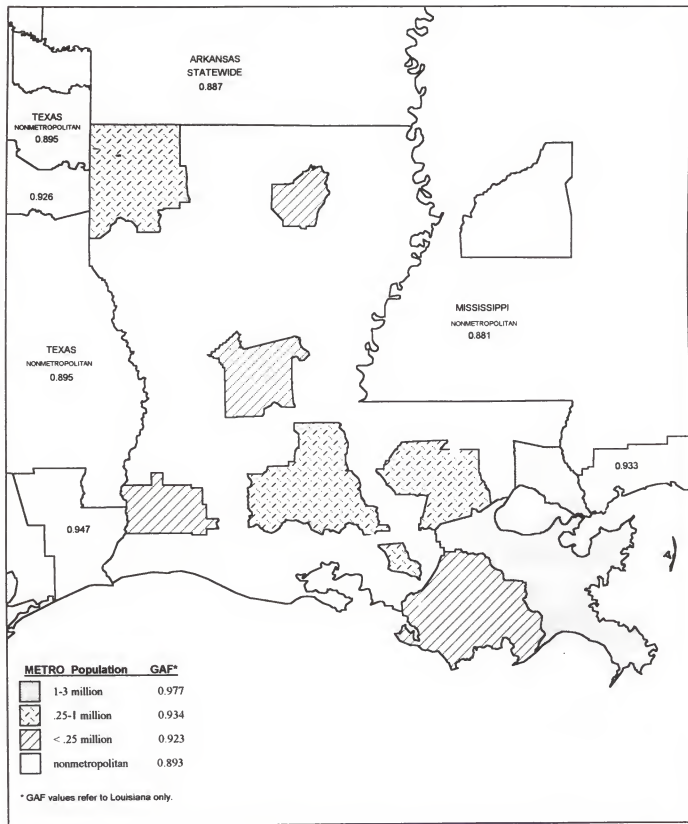 ARKANSAS
STATEWIDE
0.887
TEXAS
NONMETROPOLITAN
0.895
0.926
MISSISSIPPI
NONMETROPOLITAN
0.881
TEXAS
NONMETROPOLITAN
0.895
0.933
0.947
METRO Population GAF*
1-3 million 0.977
.25-1 million 0.934
< .25 million 0.923
nonmetropolitan 0.893
* GAF values refer to Louisiana only.